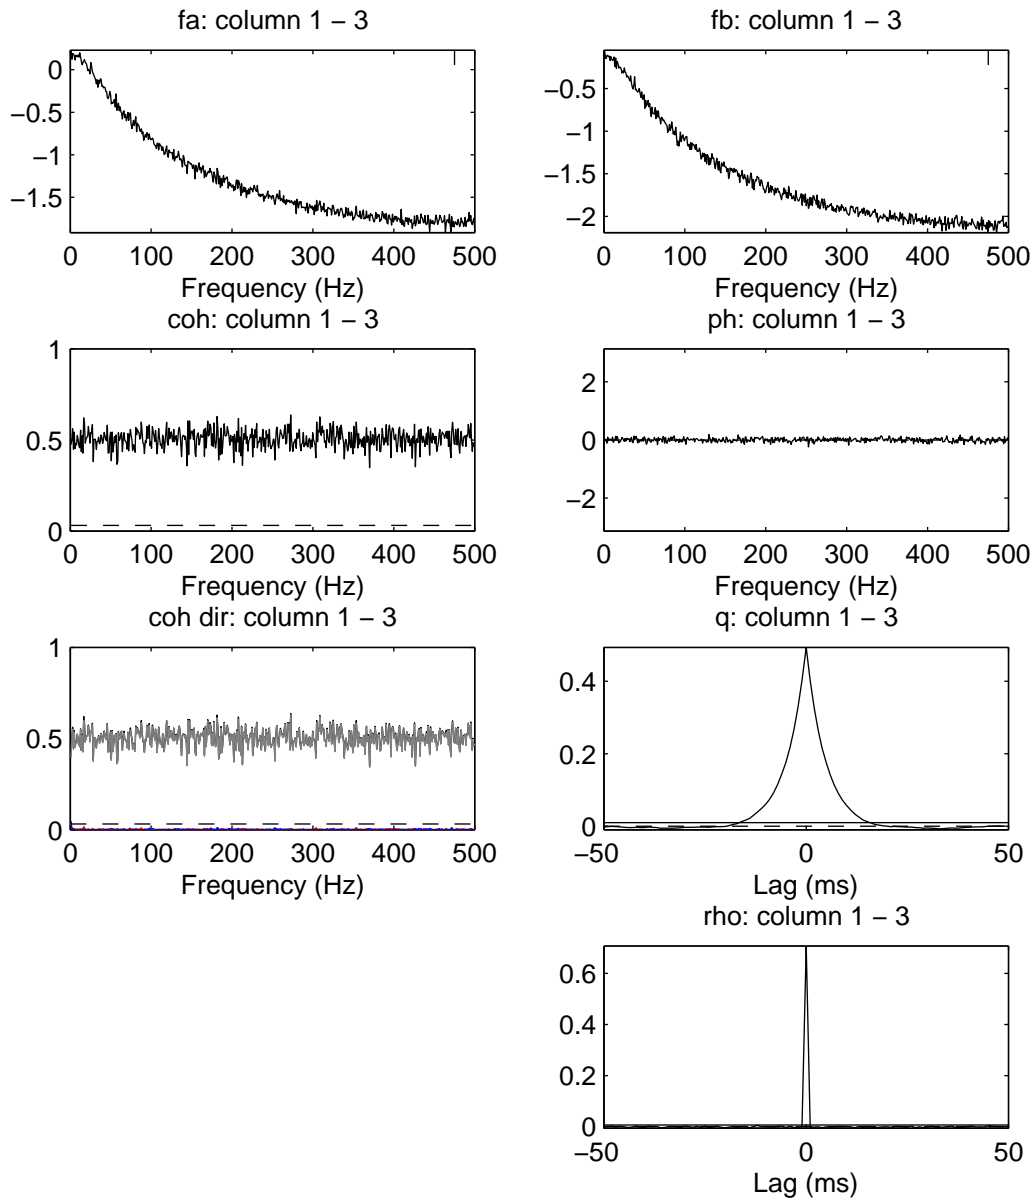 fa: column 1 – 3
0
−0.5
−1
−1.5
0 100 200 300 400 500
Frequency (Hz)
fb: column 1 – 3
−0.5
−1
−1.5
−2
0 100 200 300 400 500
Frequency (Hz)
coh: column 1 – 3
1
0.5
0
0 100 200 300 400 500
Frequency (Hz)
ph: column 1 – 3
2
0
−2
0 100 200 300 400 500
Frequency (Hz)
coh dir: column 1 – 3
1
0.5
0
0 100 200 300 400 500
Frequency (Hz)
q: column 1 – 3
0.4
0.2
0
−50 0 50
Lag (ms)
rho: column 1 – 3
0.6
0.4
0.2
0
−50 0 50
Lag (ms)